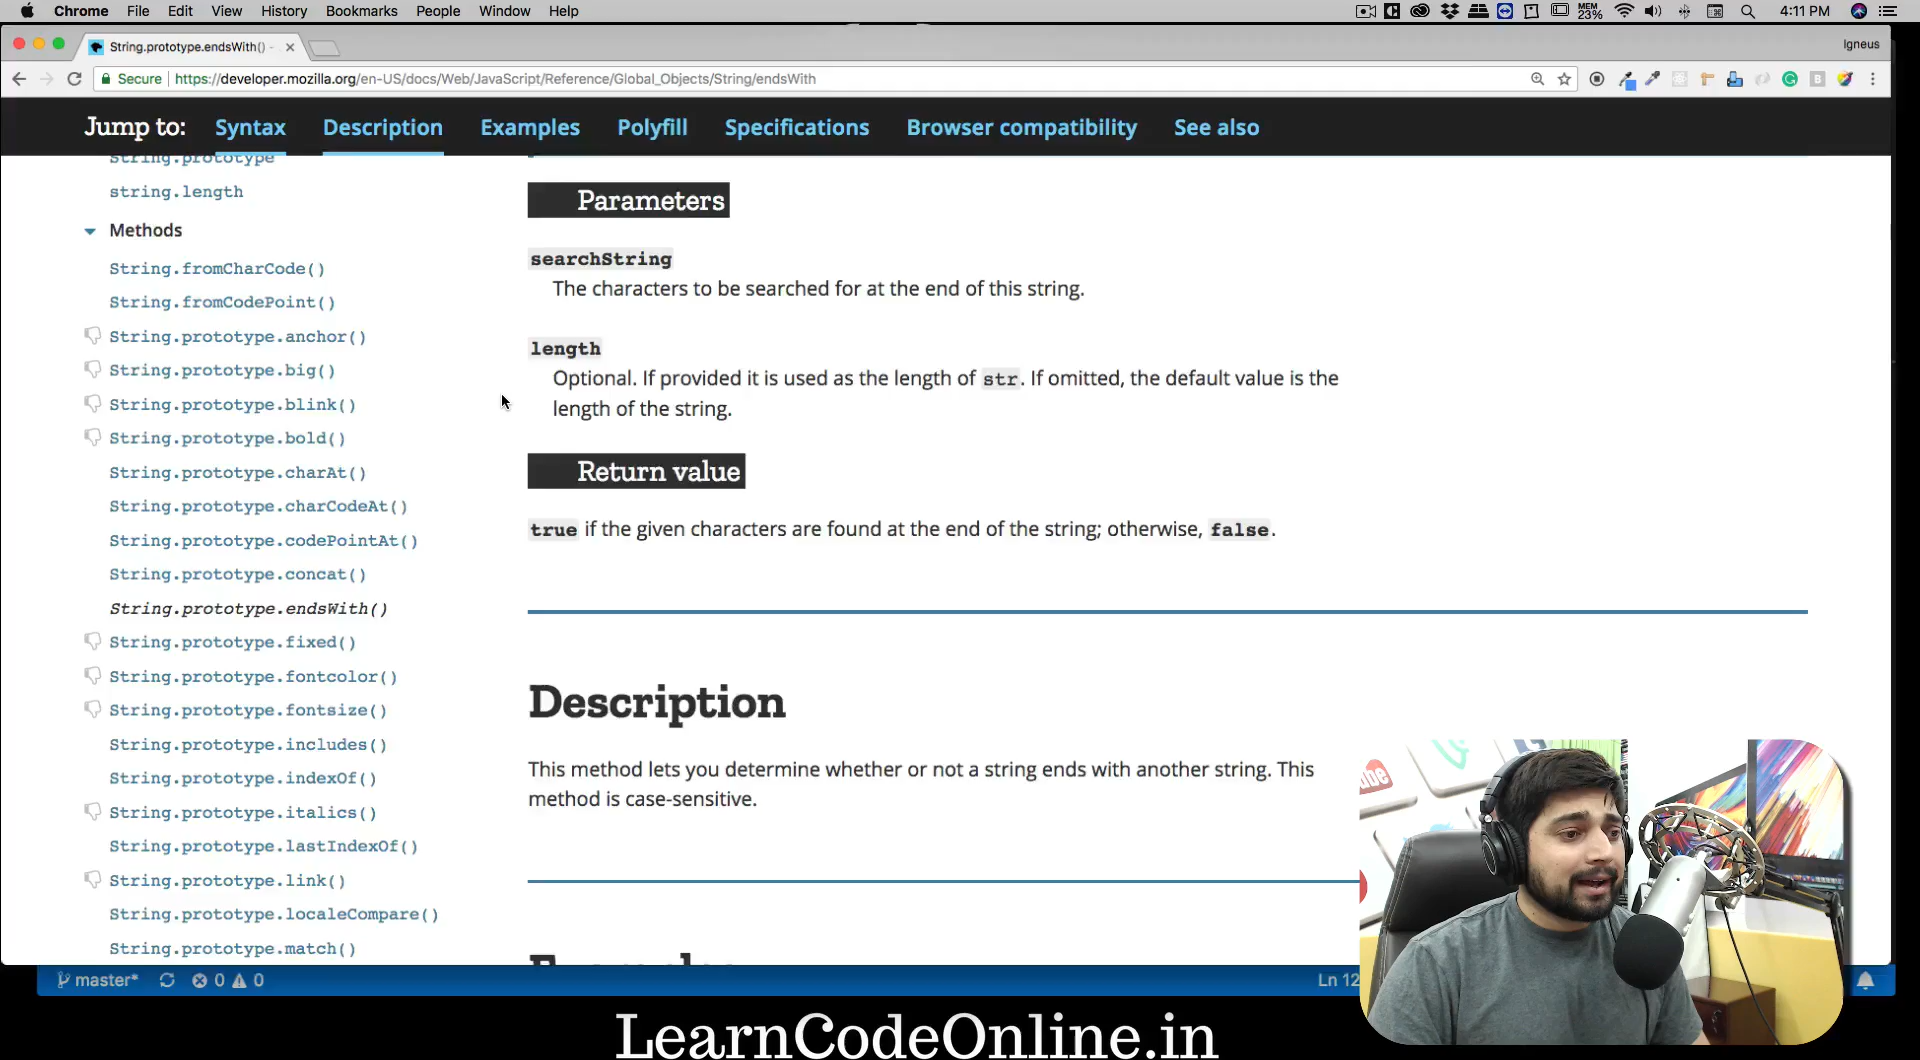 Chrome File Edit View History Bookmarks People Window Help
MEM 23% 4:11 PM
String.prototype.endsWith() -
Igneus
Secure https://developer.mozilla.org/en-US/docs/Web/JavaScript/Reference/Global_Objects/String/endsWith
Jump to: Syntax Description Examples Polyfill Specifications Browser compatibility See also
String.prototype
string.length
Methods
String.fromCharCode()
String.fromCodePoint()
String.prototype.anchor()
String.prototype.big()
String.prototype.blink()
String.prototype.bold()
String.prototype.charAt()
String.prototype.charCodeAt()
String.prototype.codePointAt()
String.prototype.concat()
String.prototype.endsWith()
String.prototype.fixed()
String.prototype.fontcolor()
String.prototype.fontsize()
String.prototype.includes()
String.prototype.indexOf()
String.prototype.italics()
String.prototype.lastIndexOf()
String.prototype.link()
String.prototype.localeCompare()
String.prototype.match()
Parameters
searchString
The characters to be searched for at the end of this string.
length
Optional. If provided it is used as the length of str. If omitted, the default value is the
length of the string.
Return value
true if the given characters are found at the end of the string; otherwise, false.
Description
This method lets you determine whether or not a string ends with another string. This
method is case-sensitive.
master* 0 0
Ln 12
LearnCodeOnline.in